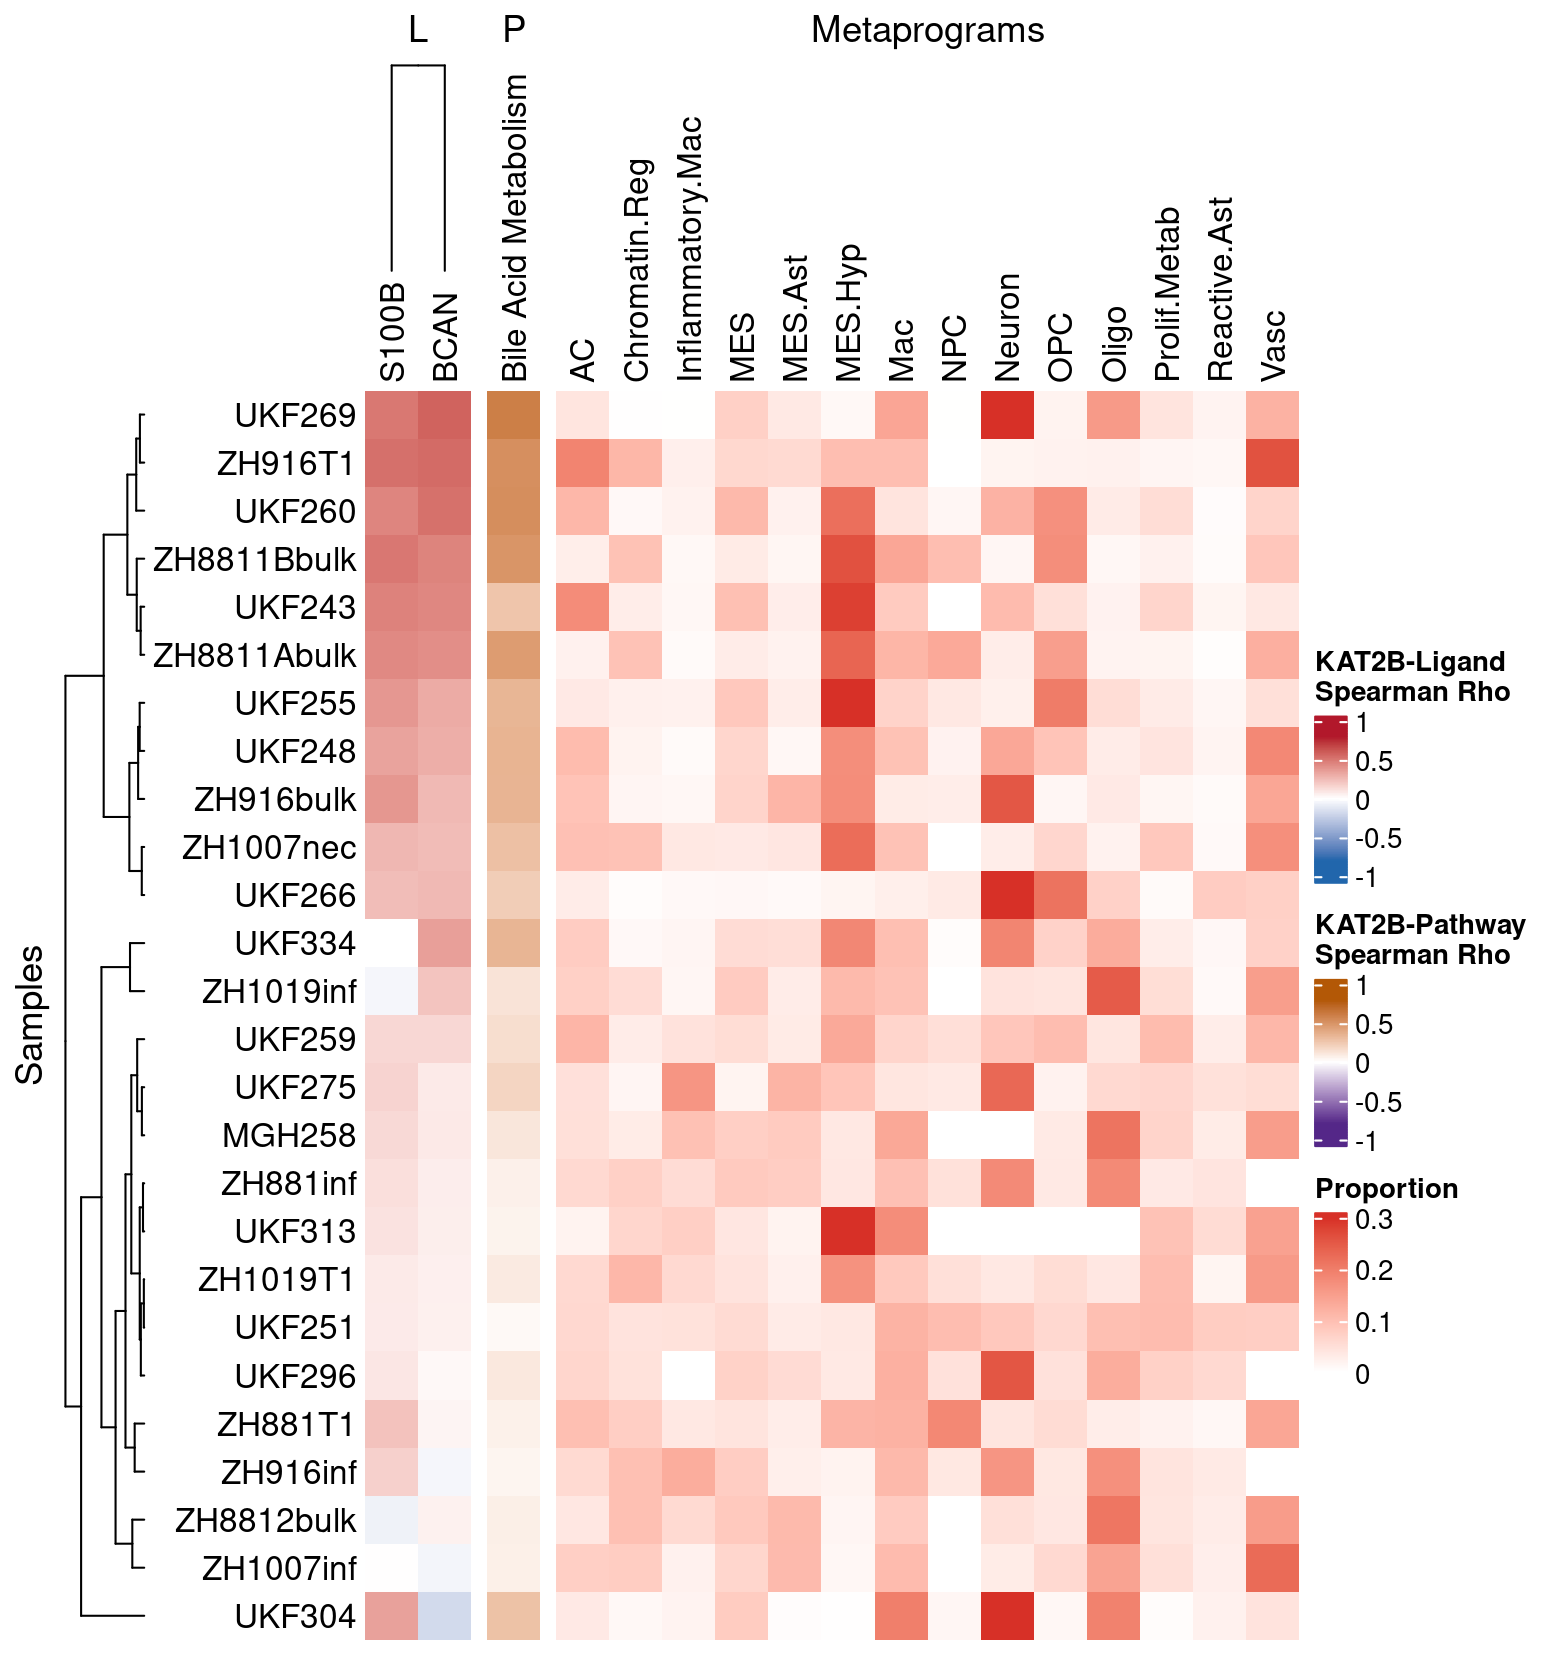 L
P
Metaprograms
S100B
BCAN
Bile Acid Metabolism
AC
Chromatin.Reg
Inflammatory.Mac
MES
MES.Ast
MES.Hyp
Mac
NPC
Neuron
OPC
Oligo
Prolif.Metab
Reactive.Ast
Vasc
Samples
UKF269
ZH916T1
UKF260
ZH8811Bbulk
UKF243
ZH8811Abulk
UKF255
UKF248
ZH916bulk
ZH1007nec
UKF266
UKF334
ZH1019inf
UKF259
UKF275
MGH258
ZH881inf
UKF313
ZH1019T1
UKF251
UKF296
ZH881T1
ZH916inf
ZH8812bulk
ZH1007inf
UKF304
KAT2B-Ligand
Spearman Rho
1
0.5
0
-0.5
-1
KAT2B-Pathway
Spearman Rho
1
0.5
0
-0.5
-1
Proportion
0.3
0.2
0.1
0